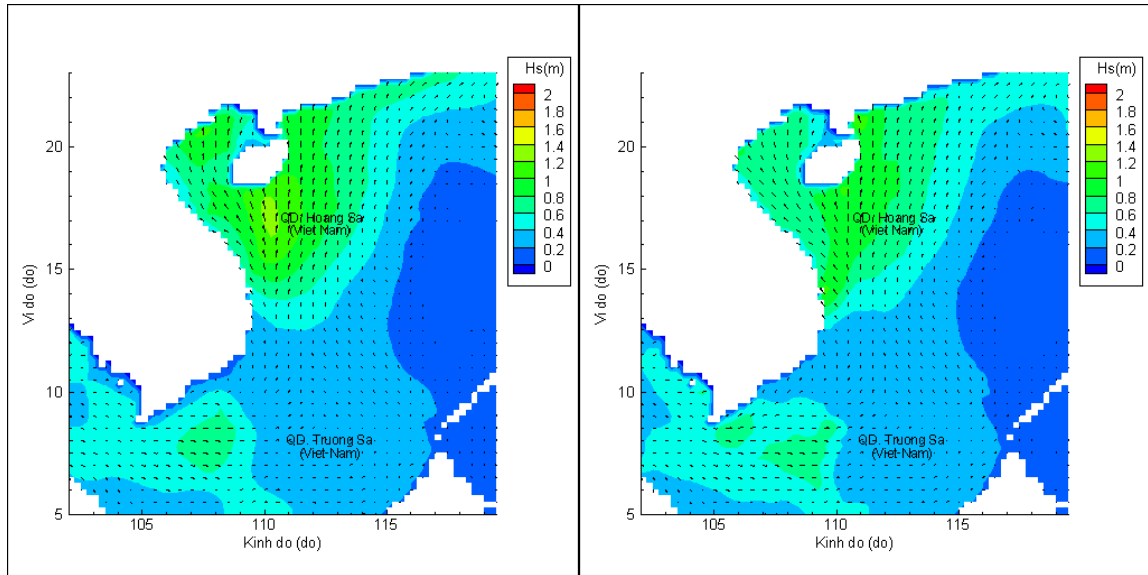 Hs(m)
2
1.8
1.6
1.4
1.2
1
0.8
0.6
0.4
0.2
0
20
15
10
5
Vi do (do)
QD. Hoang Sa
(Viet Nam)
QD. Truong Sa
(Viet Nam)
105
110
115
Kinh do (do)
Hs(m)
2
1.8
1.6
1.4
1.2
1
0.8
0.6
0.4
0.2
0
20
15
10
5
Vi do (do)
QD. Hoang Sa
(Viet Nam)
QD. Truong Sa
(Viet Nam)
105
110
115
Kinh do (do)